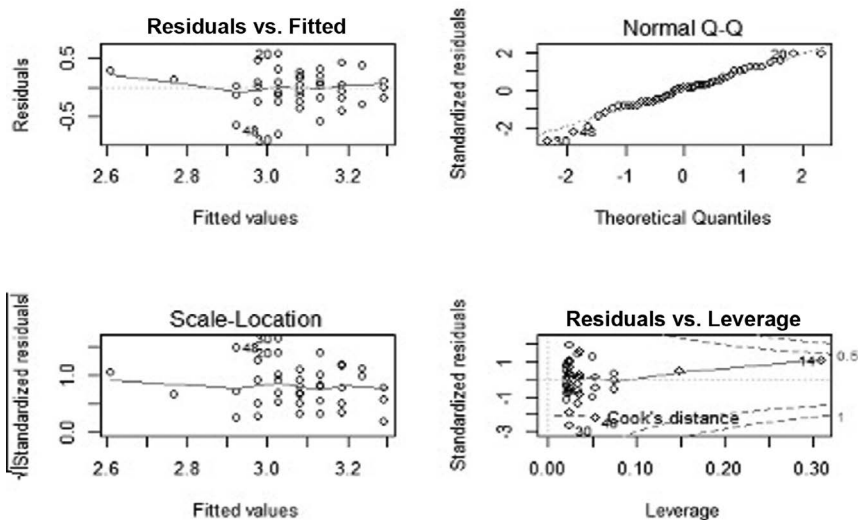 Residuals vs. Fitted
Residuals
0.5
-0.5
20
48
30
2.6 2.8 3.0 3.2
Fitted values
Normal Q-Q
Standardized residuals
2
0
-2
20
48
30
-2 -1 0 1 2
Theoretical Quantiles
Scale-Location
√|Standardized residuals|
1.0
0.0
30
48
20
2.6 2.8 3.0 3.2
Fitted values
Residuals vs. Leverage
Standardized residuals
1
-1
-3
14
0.5
1
Cook's distance
48
30
0.00 0.10 0.20 0.30
Leverage